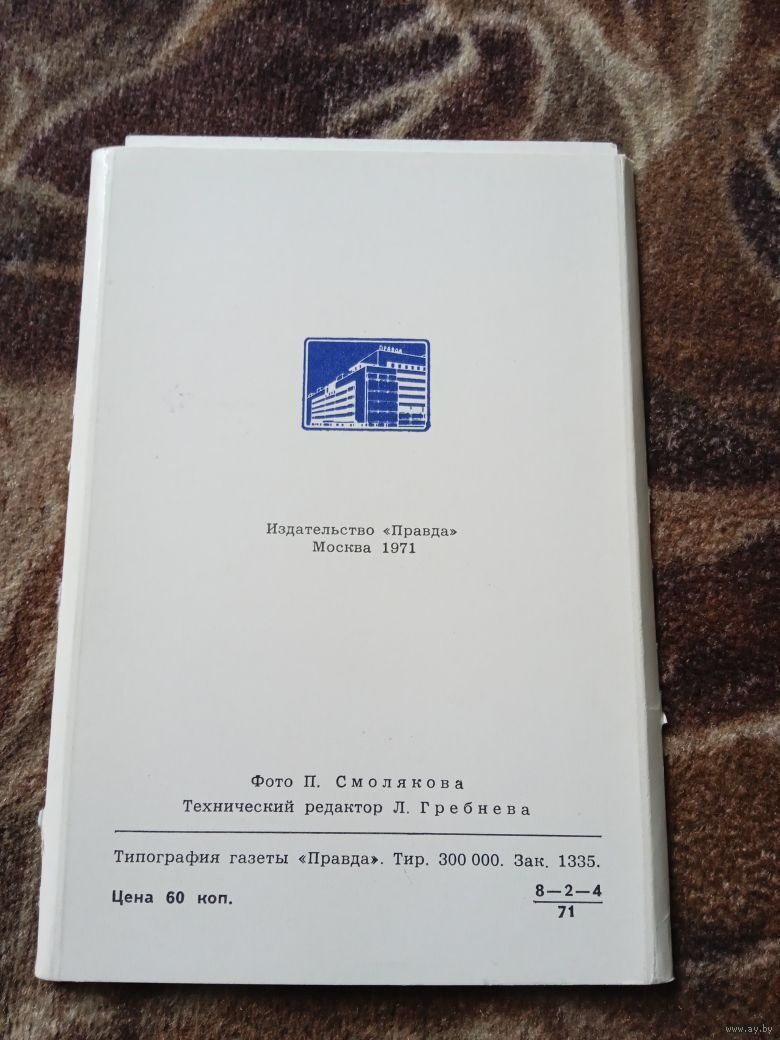 ПРАВДА
Издательство «Правда»
Москва 1971
Фото П. Смолякова
Технический редактор Л. Гребнева
Типография газеты «Правда». Тир. 300 000. Зак. 1335.
Цена 60 коп.
8—2—4
71
www.ay.by